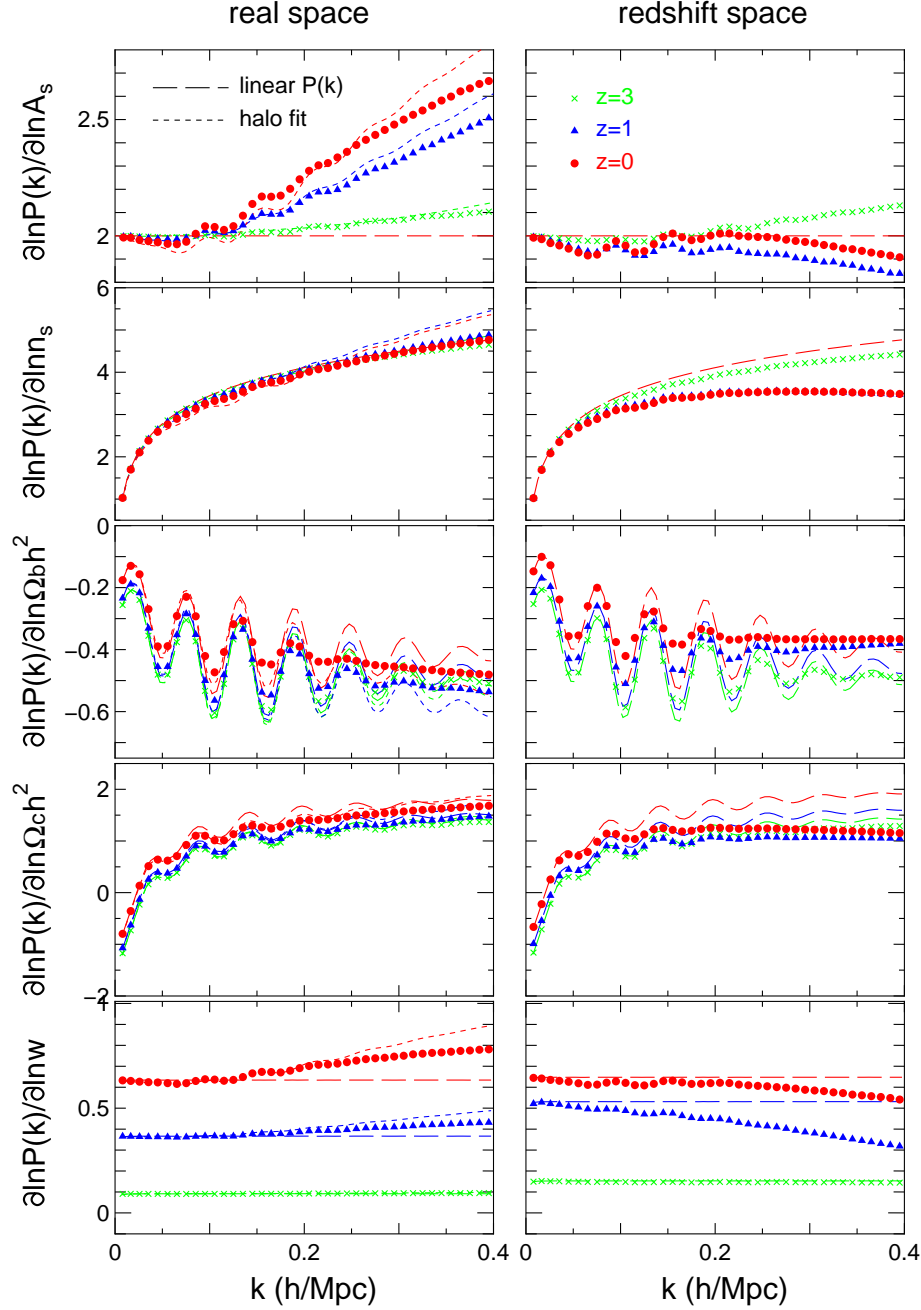 real space
redshift space
∂lnP(k)/∂lnA_s
2.5
2
linear P(k)
halo fit
z=3
z=1
z=0
∂lnP(k)/∂lnn_s
6
4
2
0
∂lnP(k)/∂lnΩbh^2
−0.2
−0.4
−0.6
∂lnP(k)/∂lnΩch^2
2
0
−2
∂lnP(k)/∂lnw
1
0.5
0
0
0.2
0.4
0
0.2
0.4
k (h/Mpc)
k (h/Mpc)